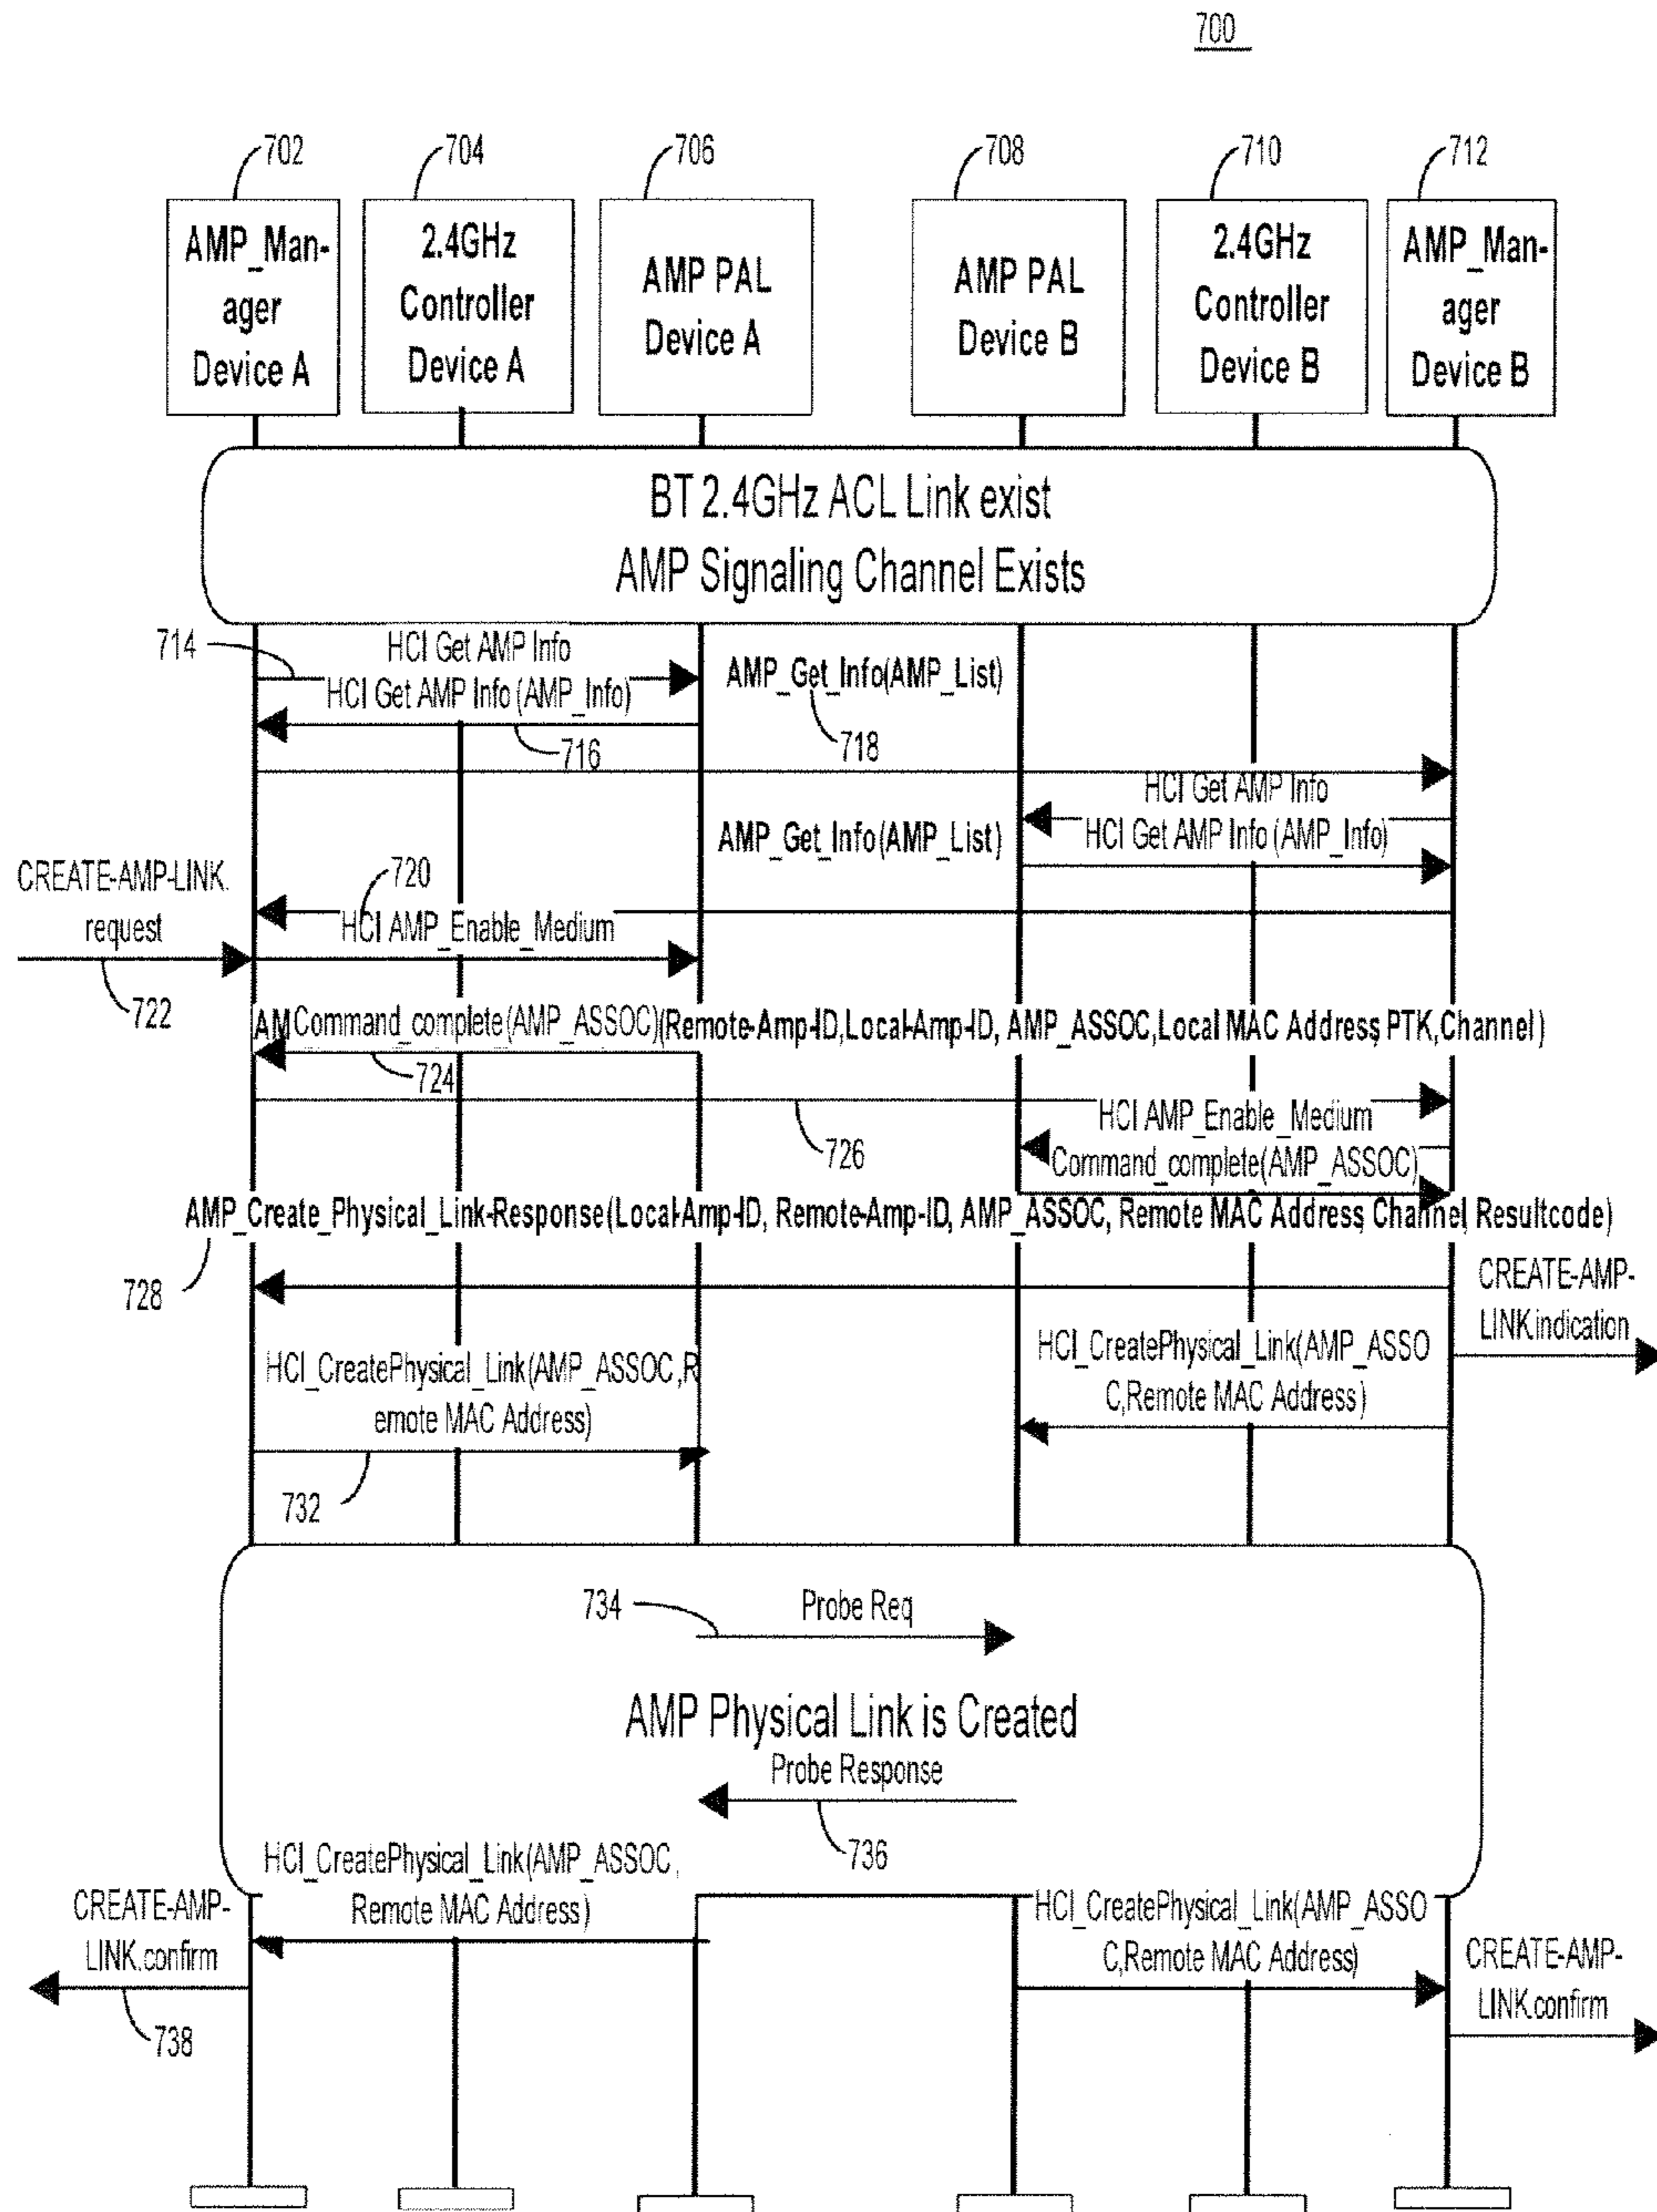 700
702
704
706
708
710
712
AMP_Man-
ager
Device A
2.4GHz
Controller
Device A
AMP PAL
Device A
AMP PAL
Device B
2.4GHz
Controller
Device B
AMP_Man-
ager
Device B
BT 2.4GHz ACL Link exist
AMP Signaling Channel Exists
714
HCI Get AMP Info
HCI Get AMP Info (AMP_Info)
716
AMP_Get_Info(AMP_List)
718
HCI Get AMP Info
HCI Get AMP Info (AMP_Info)
AMP_Get_Info(AMP_List)
CREATE-AMP-LINK.
request
720
HCI AMP_Enable_Medium
722
AM
Command_complete(AMP_ASSOC)
(Remote-Amp-ID,Local-Amp-ID, AMP_ASSOC,Local MAC Address,PTK,Channel)
724
726
HCI AMP_Enable_Medium
Command_complete(AMP_ASSOC)
AMP_Create_Physical_Link-Response(Local-Amp-ID, Remote-Amp-ID, AMP_ASSOC, Remote MAC Address, Channel, Resultcode)
728
CREATE-AMP-
LINK.indication
HCI_CreatePhysical_Link(AMP_ASSOC,R
emote MAC Address)
HCI_CreatePhysical_Link(AMP_ASSO
C,Remote MAC Address)
732
734
Probe Req
AMP Physical Link is Created
Probe Response
736
HCI_CreatePhysical_Link(AMP_ASSOC,
Remote MAC Address)
CREATE-AMP-
LINK.confirm
738
HCI_CreatePhysical_Link(AMP_ASSO
C,Remote MAC Address)
CREATE-AMP-
LINK.confirm